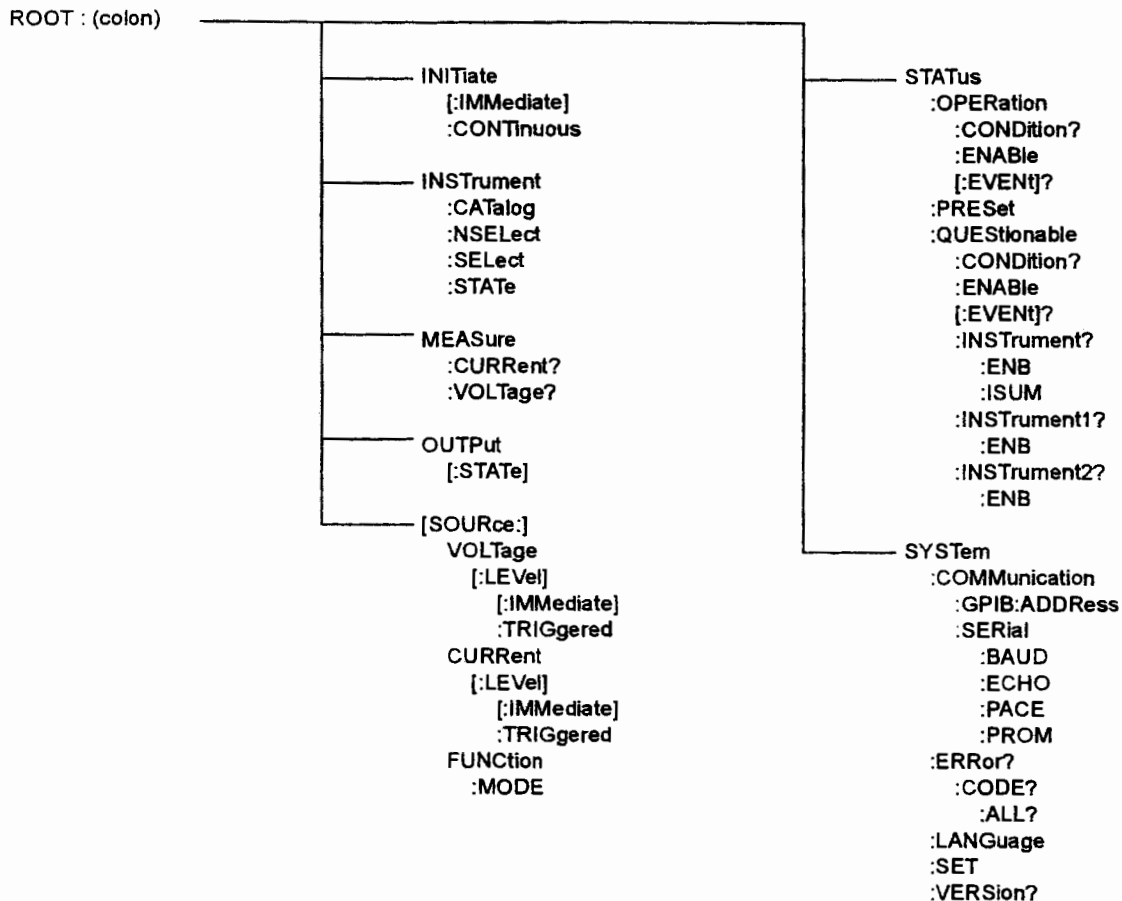 ROOT : (colon)
INITiate
[:IMMediate]
:CONTinuous
INSTrument
:CATalog
:NSELect
:SELect
:STATe
MEASure
:CURRent?
:VOLTage?
OUTPut
[:STATe]
[SOURce:]
VOLTage
[:LEVel]
[:IMMediate]
:TRIGgered
CURRent
[:LEVel]
[:IMMediate]
:TRIGgered
FUNCtion
:MODE
STATus
:OPERation
:CONDition?
:ENABle
[:EVENt]?
:PRESet
:QUEStionable
:CONDition?
:ENABle
[:EVENt]?
:INSTrument?
:ENB
:ISUM
:INSTrument1?
:ENB
:INSTrument2?
:ENB
SYSTem
:COMMunication
:GPIB:ADDRess
:SERial
:BAUD
:ECHO
:PACE
:PROM
:ERRor?
:CODE?
:ALL?
:LANGuage
:SET
:VERSion?